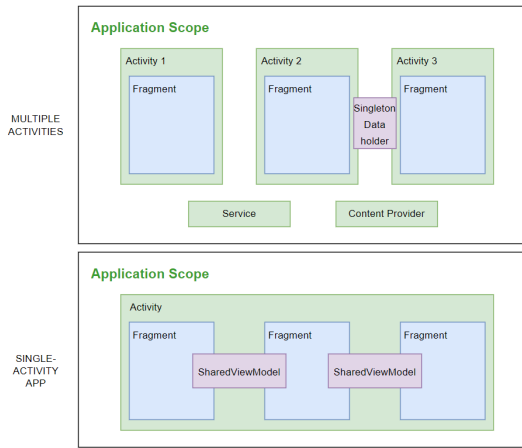 Application Scope
Activity 1
Activity 2
Activity 3
Fragment
Fragment
Fragment
Singleton
Data
holder
MULTIPLE
ACTIVITIES
Service
Content Provider
Application Scope
Activity
Fragment
Fragment
Fragment
SharedViewModel
SharedViewModel
SINGLE-
ACTIVITY
APP